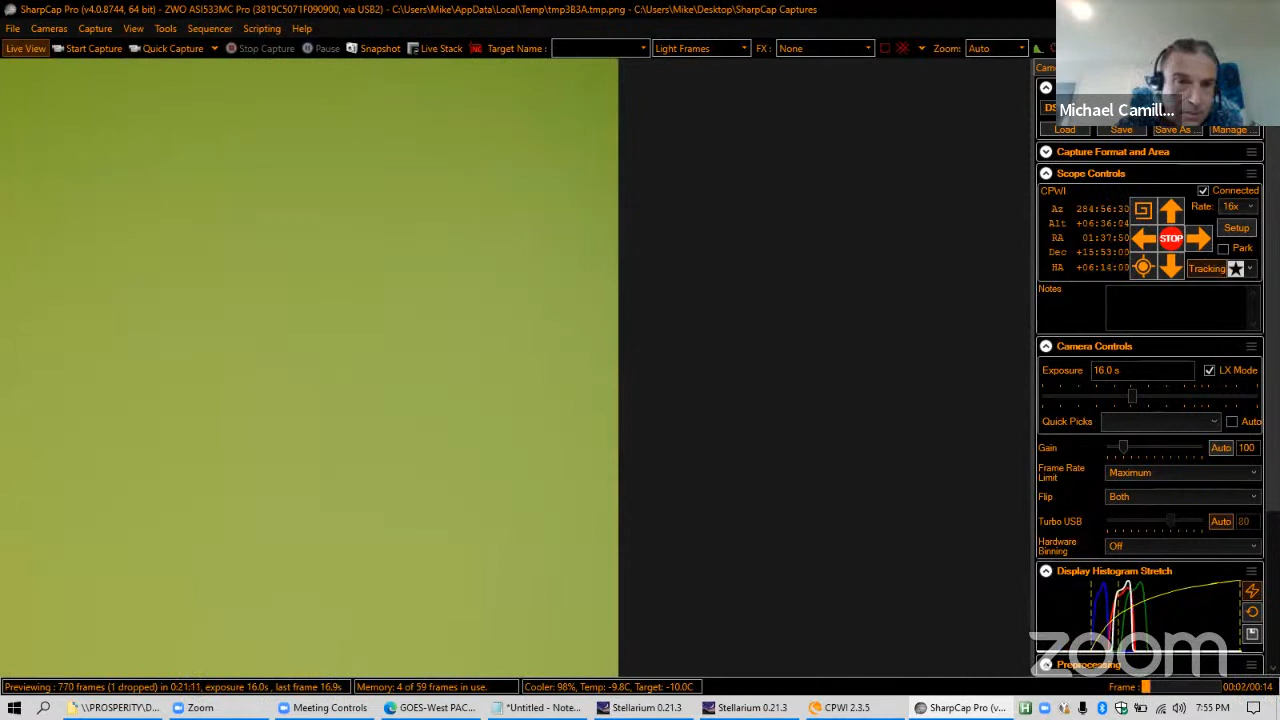 SharpCap Pro (v4.0.8744, 64 bit) - ZWO ASI533MC Pro (3819C5071F090900, via USB2) - C:\Users\Mike\AppData\Local\Temp\tmp3B3A.tmp.png - C:\Users\Mike\Desktop\SharpCap Captures
File Cameras Capture View Tools Sequencer Scripting Help
Live View Start Capture Quick Capture Stop Capture Pause Snapshot Live Stack Target Name : Light Frames FX : None Zoom: Auto
Michael Camill...
Load Save Save As ... Manage ...
Capture Format and Area
Scope Controls
CPWI Connected
Az 284:56:30 Rate: 16x
Alt +06:36:04
RA 01:37:50 STOP Setup
Dec +15:53:00 Park
HA +06:14:00 Tracking
Notes
Camera Controls
Exposure 16.0 s LX Mode
Quick Picks Auto
Gain Auto 100
Frame Rate Limit Maximum
Flip Both
Turbo USB Auto 80
Hardware Binning Off
Display Histogram Stretch
zoom
Preprocessing
Previewing : 770 frames (1 dropped) in 0:21:11, exposure 16.0s , last frame 16.9s Memory: 4 of 59 frames in use. Cooler: 98%, Temp: -9.8C, Target: -10.0C Frame : 00:02/00:14
\\PROSPERITY\D... Zoom Meeting Controls GOES-West PAC... *Untitled - Note... Stellarium 0.21.3 Stellarium 0.21.3 CPWI 2.3.5 SharpCap Pro (v... 7:55 PM